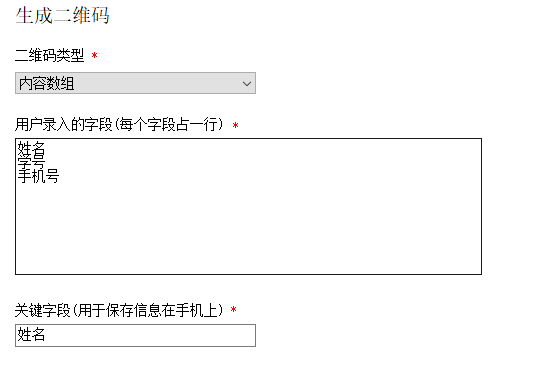 生成二维码
二维码类型 *
内容数组
用户录入的字段(每个字段占一行) *
姓名
学号
手机号
关键字段(用于保存信息在手机上) *
姓名